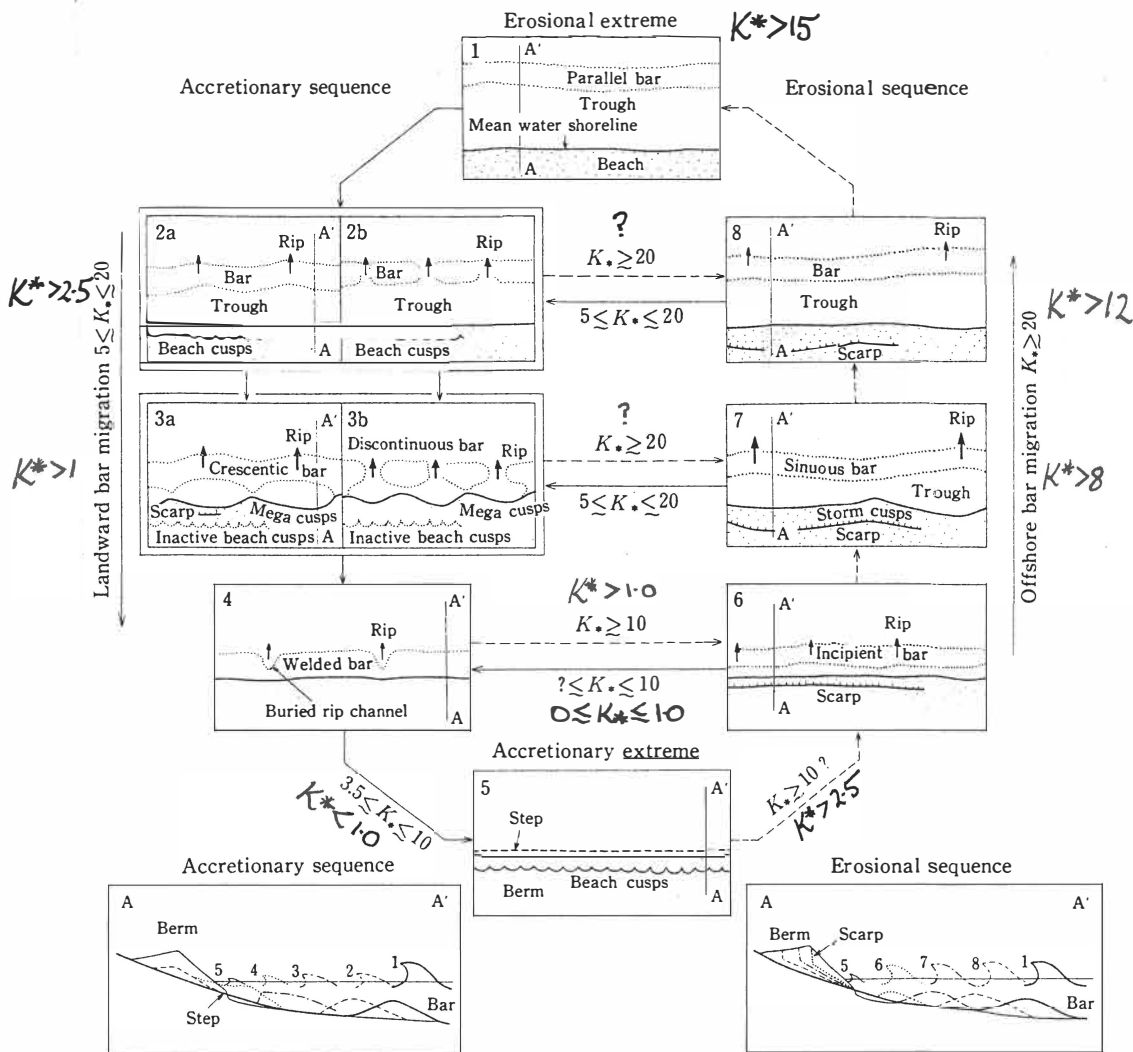 Erosional extreme
K*>15
Accretionary sequence
Erosional sequence
1
A'
Parallel bar
Trough
Mean water shoreline
Beach
A
2a
A'
Rip
Bar
Trough
Beach cusps
A
2b
Rip
Bar
Trough
Beach cusps
?
K* ≳ 20
5 ≲ K* ≲ 20
8
A'
Rip
Bar
Trough
A
Scarp
K*>2.5
K*>12
Landward bar migration 5 ≲ K* ≲ 20
Offshore bar migration K* ≳ 20
3a
A'
Rip
Crescentic bar
Scarp
Mega cusps
Inactive beach cusps
A
3b
Discontinuous bar
Rip
Mega cusps
Inactive beach cusps
?
K* ≳ 20
5 ≲ K* ≲ 20
7
A'
Rip
Sinuous bar
Trough
Storm cusps
A
Scarp
K*>1
K*>8
4
A'
Rip
Welded bar
Buried rip channel
A
K*>1.0
K* ≳ 10
? ≲ K* ≲ 10
0 ≲ K* ≲ 1.0
6
A'
Rip
Incipient bar
Scarp
A
Accretionary extreme
3.5 ≲ K* ≲ 10
K*<1.0
5
A'
Step
Berm
Beach cusps
A
K* ≳ 10 ?
K*>2.5
Accretionary sequence
A
A'
Berm
5
4
3
2
1
Step
Bar
Erosional sequence
A
A'
Berm
Scarp
5
6
7
8
1
Bar